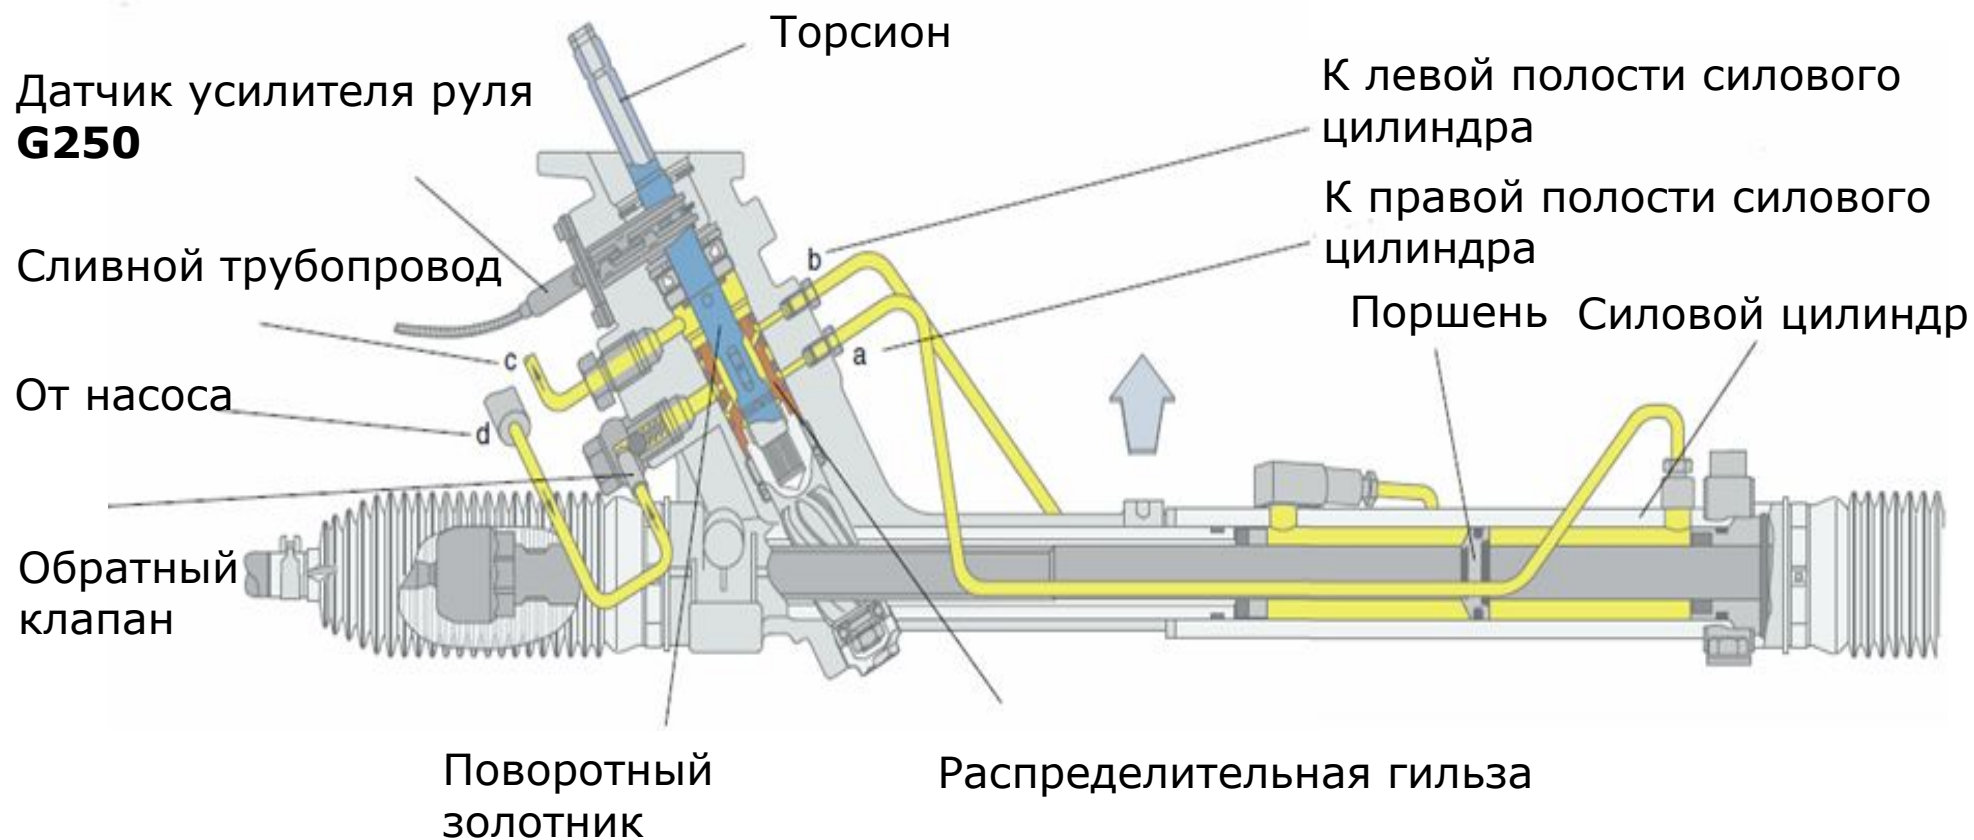 Торсион
Датчик усилителя руля
G250
К левой полости силового
цилиндра
К правой полости силового
цилиндра
Сливной трубопровод
b
Поршень
Силовой цилиндр
c
a
От насоса
d
Обратный
клапан
Поворотный
золотник
Распределительная гильза